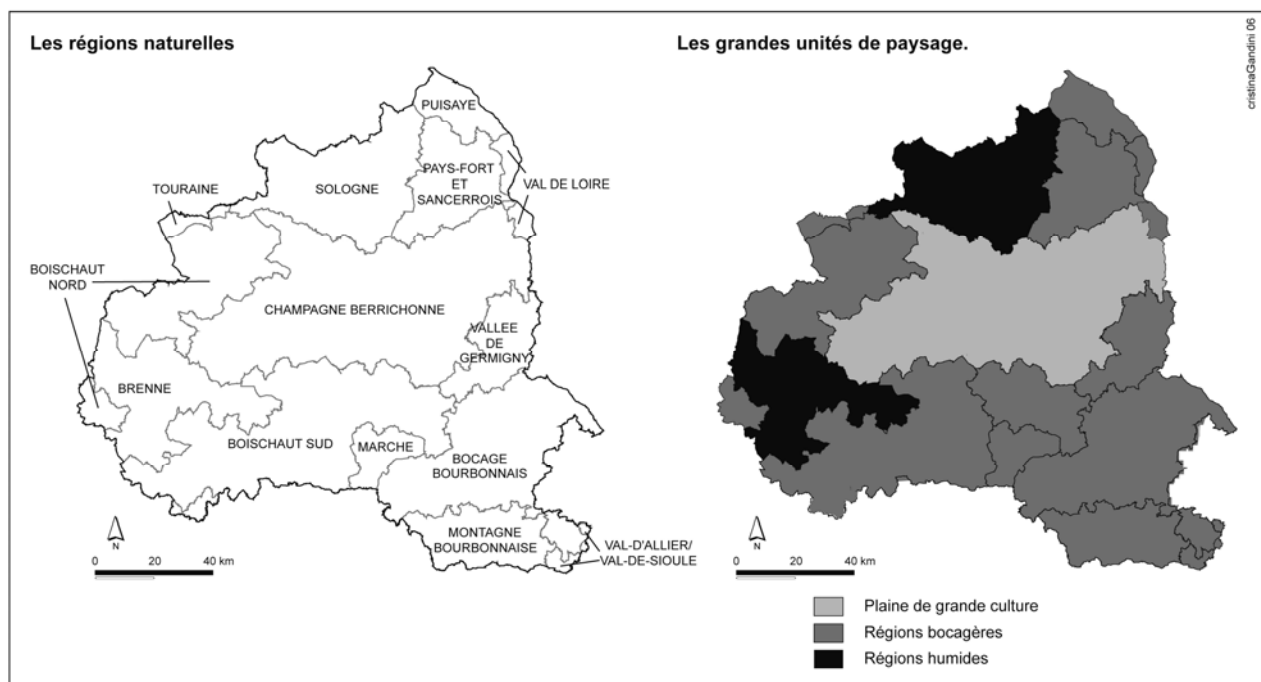 Les régions naturelles
PUISAYE
PAYS-FORT
ET
SANCERROIS
SOLOGNE
VAL DE LOIRE
TOURAINE
BOISCHAUT
NORD
CHAMPAGNE BERRICHONNE
VALLEE
DE
GERMIGNY
BRENNE
BOISCHAUT SUD
MARCHE
BOCAGE
BOURBONNAIS
MONTAGNE
BOURBONNAISE
VAL-D'ALLIER/
VAL-DE-SIOULE
N
0 20 40 km
Les grandes unités de paysage.
cristinaGandini 06
N
0 20 40 km
Plaine de grande culture
Régions bocagères
Régions humides